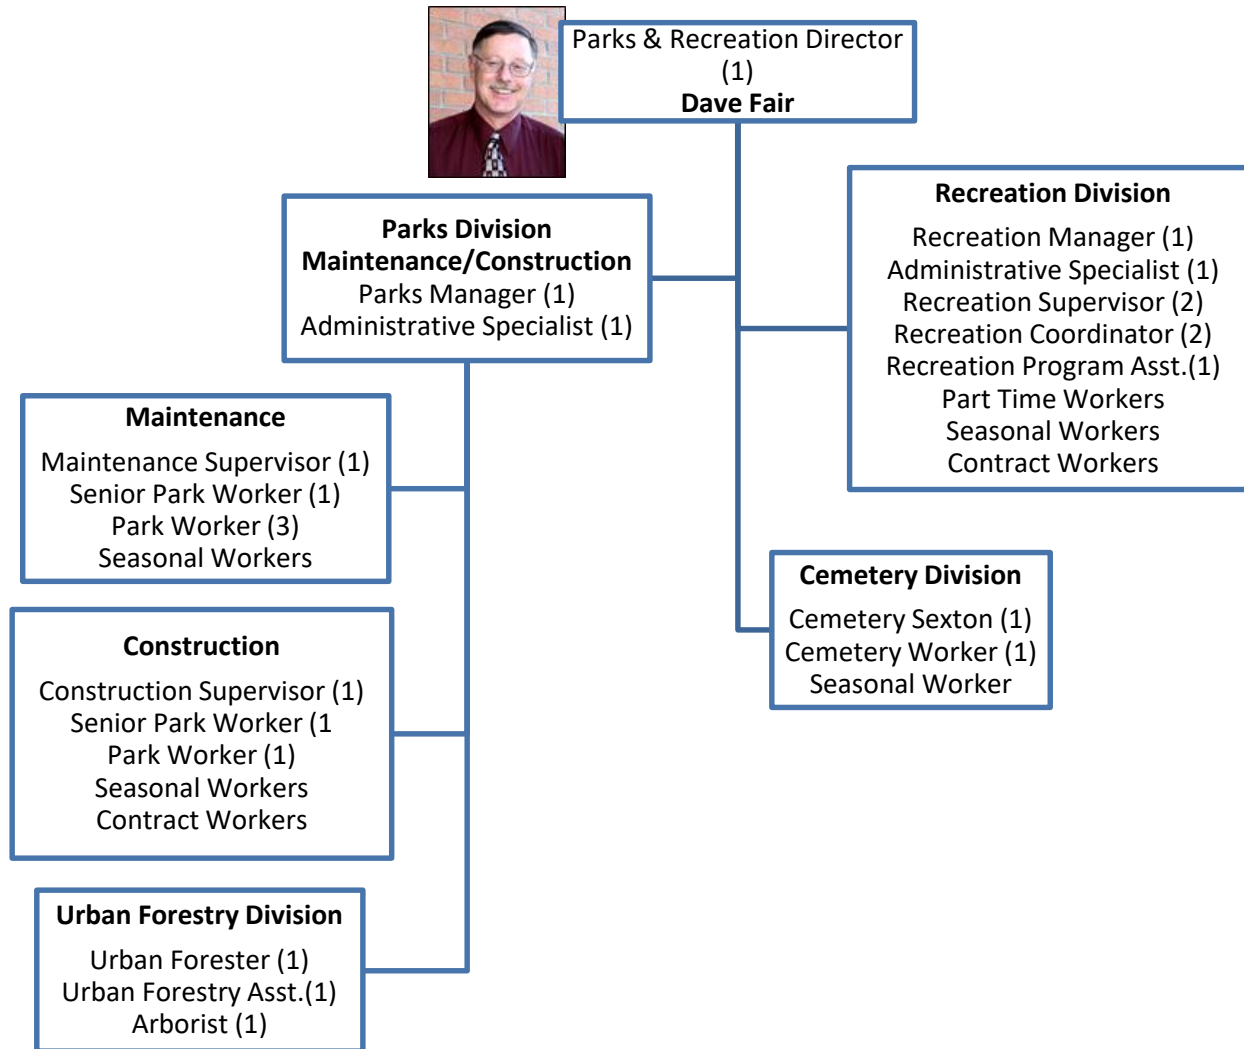 Parks & Recreation Director
(1)
Dave Fair
Parks Division
Maintenance/Construction
Parks Manager (1)
Administrative Specialist (1)
Recreation Division
Recreation Manager (1)
Administrative Specialist (1)
Recreation Supervisor (2)
Recreation Coordinator (2)
Recreation Program Asst.(1)
Part Time Workers
Seasonal Workers
Contract Workers
Maintenance
Maintenance Supervisor (1)
Senior Park Worker (1)
Park Worker (3)
Seasonal Workers
Cemetery Division
Cemetery Sexton (1)
Cemetery Worker (1)
Seasonal Worker
Construction
Construction Supervisor (1)
Senior Park Worker (1
Park Worker (1)
Seasonal Workers
Contract Workers
Urban Forestry Division
Urban Forester (1)
Urban Forestry Asst.(1)
Arborist (1)